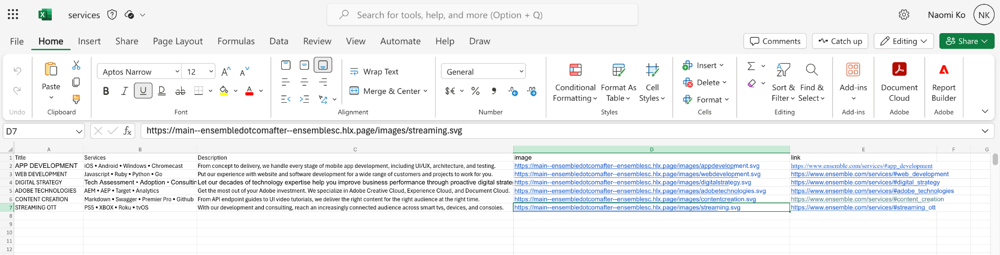 services
Search for tools, help, and more (Option + Q)
Naomi Ko NK
File Home Insert Share Page Layout Formulas Data Review View Automate Help Draw
Comments Catch up Editing Share
Aptos Narrow 12 Wrap Text General Insert
Paste Merge & Center Delete
B I U D ab A $€ % 9 Conditional Formatting Format As Table Cell Styles Format Sort & Filter Find & Select Add-ins Document Cloud Report Builder
Undo Clipboard Font Alignment Number Styles Cells Editing Add-ins Adobe Adobe
D7 fx https://main--ensembledotcomafter--ensemblesc.hlx.page/images/streaming.svg
A B C D E F G
1 Title Services Description image link
2 APP DEVELOPMENT iOS • Android • Windows • Chromecast From concept to delivery, we handle every stage of mobile app development, including UI/UX, architecture, and testing. https://main--ensembledotcomafter--ensemblesc.hlx.page/images/appdevelopment.svg https://www.ensemble.com/services/#app_development
3 WEB DEVELOPMENT Javascript • Ruby • Python • Go Put our experience with website and software development for a wide range of customers and projects to work for you. https://main--ensembledotcomafter--ensemblesc.hlx.page/images/webdevelopment.svg https://www.ensemble.com/services/#web_development
4 DIGITAL STRATEGY Tech Assessment • Adoption • Consultin Let our decades of technology expertise help you improve business performance through proactive digital strate https://main--ensembledotcomafter--ensemblesc.hlx.page/images/digitalstrategy.svg https://www.ensemble.com/services/#digital_strategy
5 ADOBE TECHNOLOGIES AEM • AEP • Target • Analytics Get the most out of your Adobe investment. We specialize in Adobe Creative Cloud, Experience Cloud, and Document Cloud. https://main--ensembledotcomafter--ensemblesc.hlx.page/images/adobetechnologies.svg https://www.ensemble.com/services/#adobe_technologies
6 CONTENT CREATION Markdown • Swagger • Premier Pro • Github From API endpoint guides to UI video tutorials, we deliver the right content for the right audience at the right time. https://main--ensembledotcomafter--ensemblesc.hlx.page/images/contentcreation.svg https://www.ensemble.com/services/#content_creation
7 STREAMING OTT PS5 • XBOX • Roku • tvOS With our development and consulting, reach an increasingly connected audience across smart tvs, devices, and consoles. https://main--ensembledotcomafter--ensemblesc.hlx.page/images/streaming.svg https://www.ensemble.com/services/#streaming_ott
8
9
10
11
12